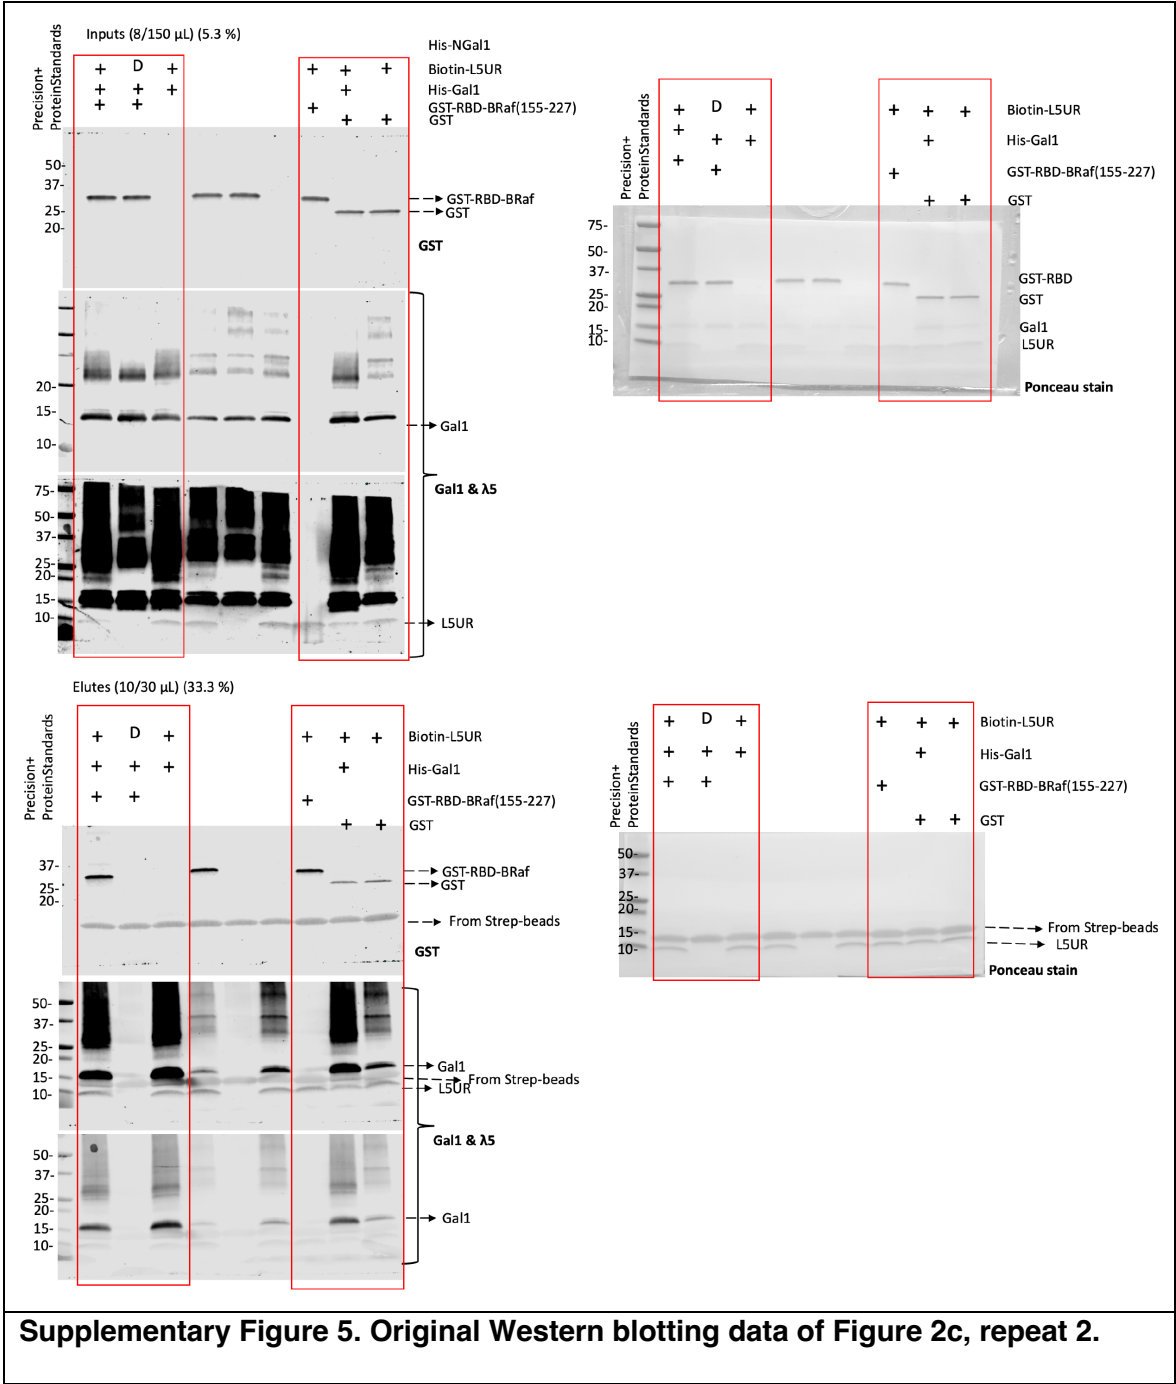 Inputs (8/150 µL) (5.3 %)
Precision+
ProteinStandards
+ D +
+ + +
+ +
+ + +
+
+
+ +
His-NGal1
Biotin-L5UR
His-Gal1
GST-RBD-BRaf(155-227)
GST
50-
37-
25-
20-
GST-RBD-BRaf
GST
GST
20-
15-
10-
Gal1
Gal1 & λ5
75-
50-
37-
25-
20-
15-
10-
L5UR
Precision+
ProteinStandards
+ D +
+ + +
+ +
+ + +
+
+
+ +
Biotin-L5UR
His-Gal1
GST-RBD-BRaf(155-227)
GST
75-
50-
37-
25-
20-
15-
10-
GST-RBD
GST
Gal1
L5UR
Ponceau stain
Elutes (10/30 µL) (33.3 %)
Precision+
ProteinStandards
+ D +
+ + +
+ +
+ + +
+
+
+ +
Biotin-L5UR
His-Gal1
GST-RBD-BRaf(155-227)
GST
37-
25-
20-
GST-RBD-BRaf
GST
From Strep-beads
GST
50-
37-
25-
20-
15-
10-
Gal1
From Strep-beads
L5UR
Gal1 & λ5
50-
37-
25-
20-
15-
10-
Gal1
Precision+
ProteinStandards
+ D +
+ + +
+ +
+ + +
+
+
+ +
Biotin-L5UR
His-Gal1
GST-RBD-BRaf(155-227)
GST
50-
37-
25-
20-
15-
10-
From Strep-beads
L5UR
Ponceau stain
Supplementary Figure 5. Original Western blotting data of Figure 2c, repeat 2.